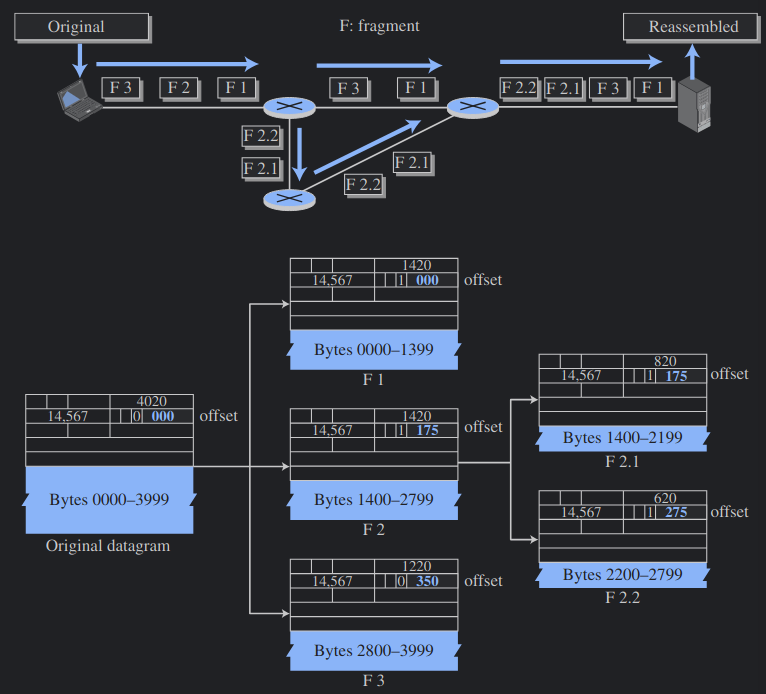 Original
F: fragment
Reassembled
F 3 F 2 F 1
F 3 F 1
F 2.2 F 2.1 F 3 F 1
F 2.2
F 2.1
F 2.1
F 2.2
1420
14,567 1 000 offset
Bytes 0000–1399
F 1
4020
14,567 0 000 offset
Bytes 0000–3999
Original datagram
1420
14,567 1 175 offset
Bytes 1400–2799
F 2
1220
14,567 0 350 offset
Bytes 2800–3999
F 3
820
14,567 1 175 offset
Bytes 1400–2199
F 2.1
620
14,567 1 275 offset
Bytes 2200–2799
F 2.2